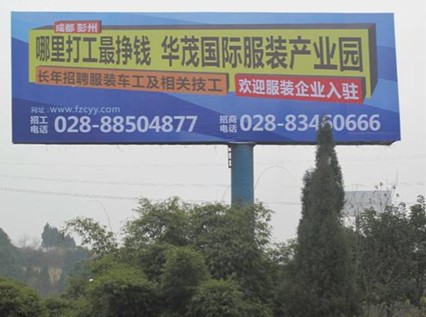 成都 彭州
哪里打工最挣钱 华茂国际服装产业园
长年招聘服装车工及相关技工 欢迎服装企业入驻
网址：www.fzcyy.com
招工电话 028-88504877 招商电话 028-83460666